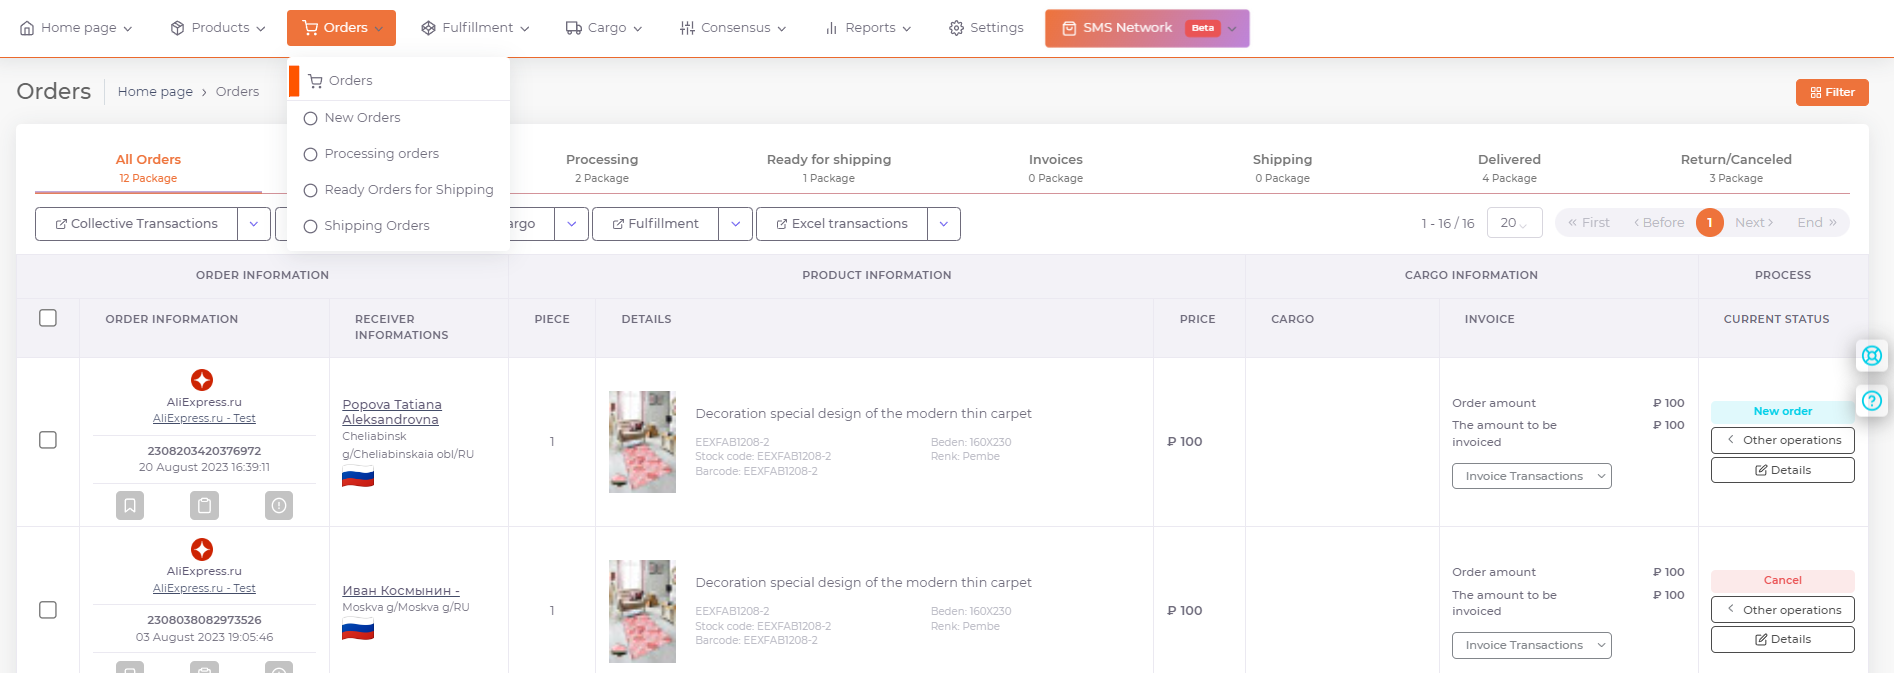 Home page
Products
Orders
Fulfillment
Cargo
Consensus
Reports
Settings
SMS Network Beta
Orders
Home page › Orders
Filter
Orders
New Orders
Processing orders
Ready Orders for Shipping
Shipping Orders
All Orders
12 Package
Processing
2 Package
Ready for shipping
1 Package
Invoices
0 Package
Shipping
0 Package
Delivered
4 Package
Return/Canceled
3 Package
Collective Transactions
Fulfillment
Excel transactions
1 - 16 / 16
20
« First
‹ Before
1
Next ›
End »
ORDER INFORMATION
PRODUCT INFORMATION
CARGO INFORMATION
PROCESS
ORDER INFORMATION
RECEIVER
INFORMATIONS
PIECE
DETAILS
PRICE
CARGO
INVOICE
CURRENT STATUS
AliExpress.ru
AliExpress.ru - Test
2308203420376972
20 August 2023 16:39:11
Popova Tatiana
Aleksandrovna
Cheliabinsk
g/Cheliabinskaia obl/RU
1
Decoration special design of the modern thin carpet
EEXFAB1208-2
Stock code: EEXFAB1208-2
Barcode: EEXFAB1208-2
Beden: 160X230
Renk: Pembe
₽ 100
Order amount ₽ 100
The amount to be ₽ 100
invoiced
Invoice Transactions
New order
Other operations
Details
AliExpress.ru
AliExpress.ru - Test
2308038082973526
03 August 2023 19:05:46
Иван Космынин -
Moskva g/Moskva g/RU
1
Decoration special design of the modern thin carpet
EEXFAB1208-2
Stock code: EEXFAB1208-2
Barcode: EEXFAB1208-2
Beden: 160X230
Renk: Pembe
₽ 100
Order amount ₽ 100
The amount to be ₽ 100
invoiced
Invoice Transactions
Cancel
Other operations
Details